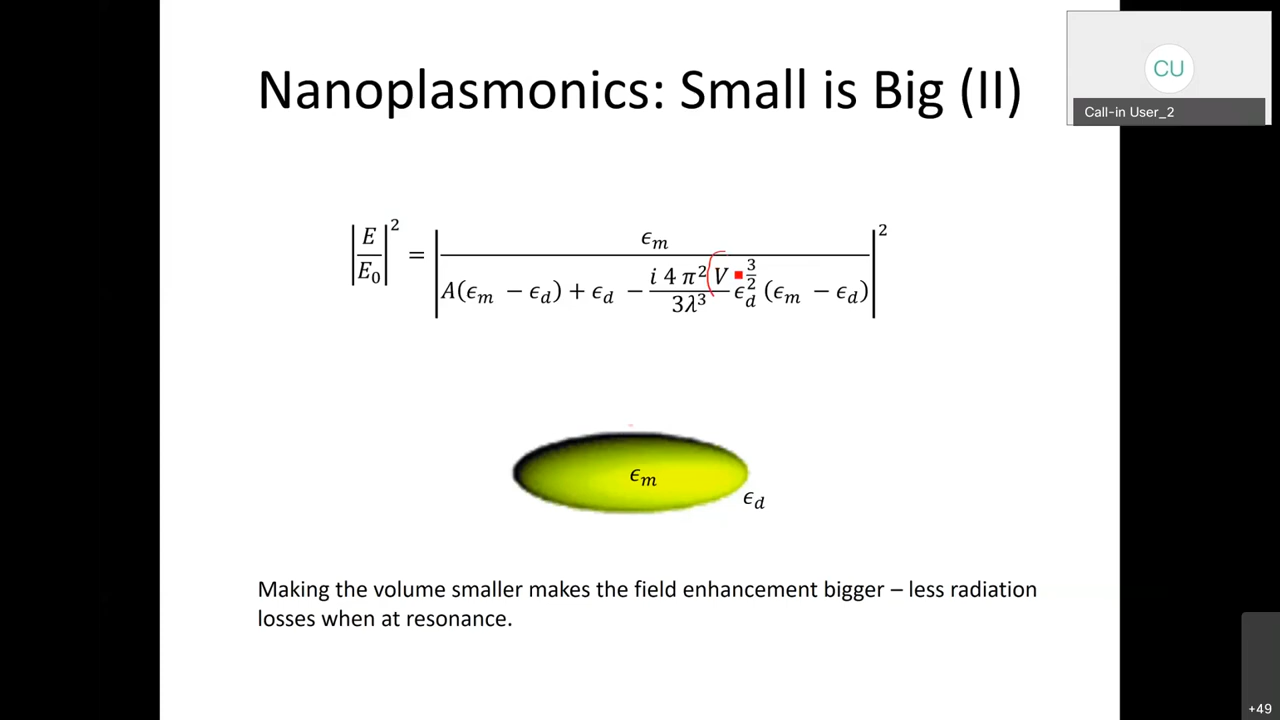 Nanoplasmonics: Small is Big (II)
CU
Call-in User_2
|E/E₀|² = |ϵₘ / (A(ϵₘ − ϵ_d) + ϵ_d − (i 4 π² V / 3λ³) ϵ_d^(3/2) (ϵₘ − ϵ_d))|²
ϵₘ
ϵ_d
Making the volume smaller makes the field enhancement bigger – less radiation
losses when at resonance.
+49